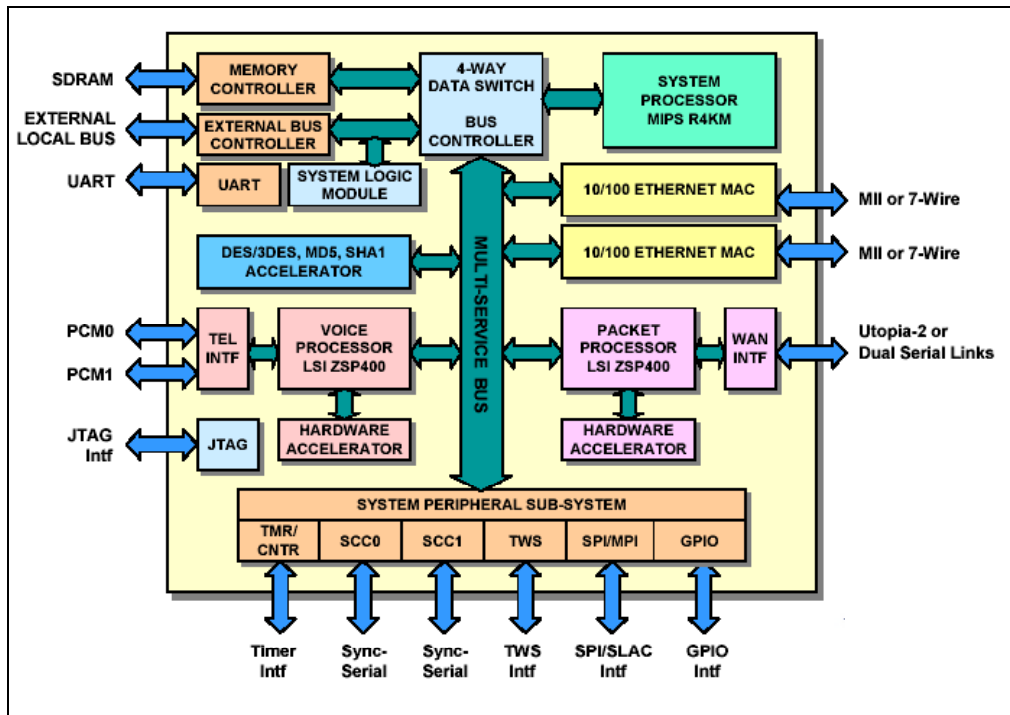 SDRAM
MEMORY
CONTROLLER
4-WAY
DATA SWITCH
BUS
CONTROLLER
SYSTEM
PROCESSOR
MIPS R4KM
EXTERNAL
LOCAL BUS
EXTERNAL BUS
CONTROLLER
UART
UART
SYSTEM LOGIC
MODULE
10/100 ETHERNET MAC
MII or 7-Wire
DES/3DES, MD5, SHA1
ACCELERATOR
MULTI-SERVICE BUS
10/100 ETHERNET MAC
MII or 7-Wire
PCM0
PCM1
TEL
INTF
VOICE
PROCESSOR
LSI ZSP400
PACKET
PROCESSOR
LSI ZSP400
WAN
INTF
Utopia-2 or
Dual Serial Links
JTAG
Intf
JTAG
HARDWARE
ACCELERATOR
HARDWARE
ACCELERATOR
SYSTEM PERIPHERAL SUB-SYSTEM
TMR/
CNTR
SCC0
SCC1
TWS
SPI/MPI
GPIO
Timer
Intf
Sync-
Serial
Sync-
Serial
TWS
Intf
SPI/SLAC
Intf
GPIO
Intf